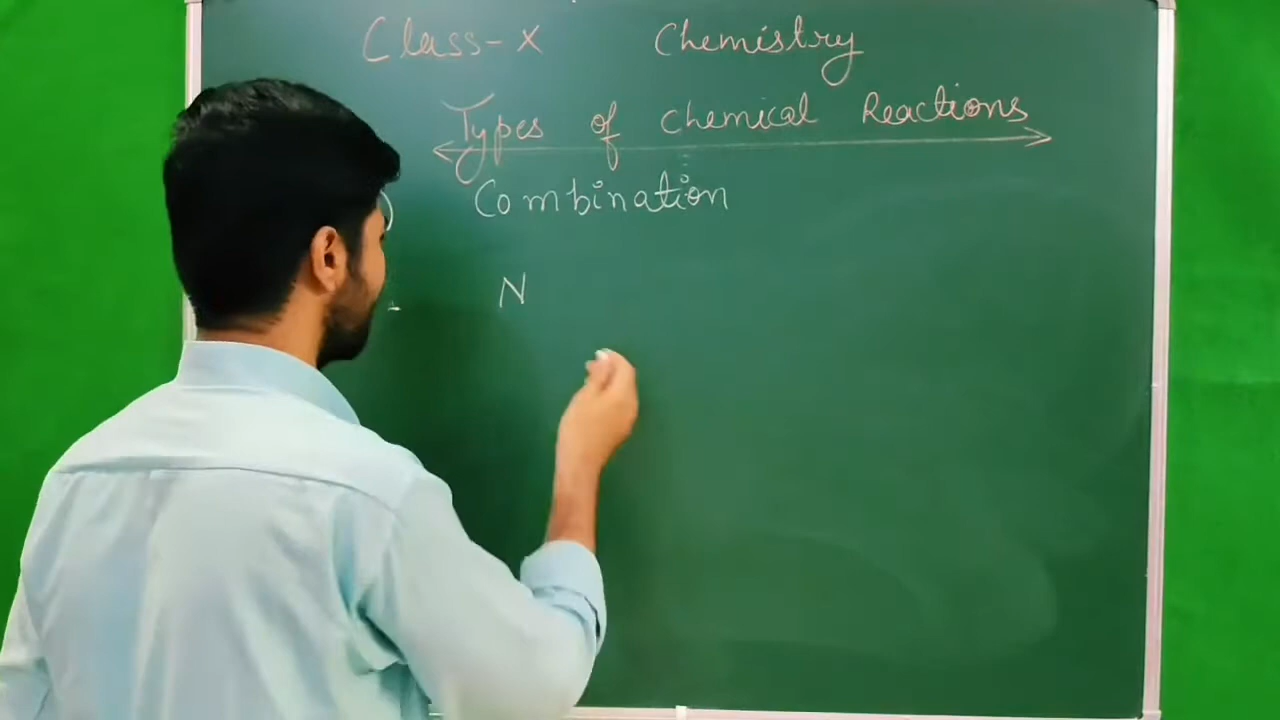 Class-X Chemistry
Types of Chemical Reactions
) Combination
- N